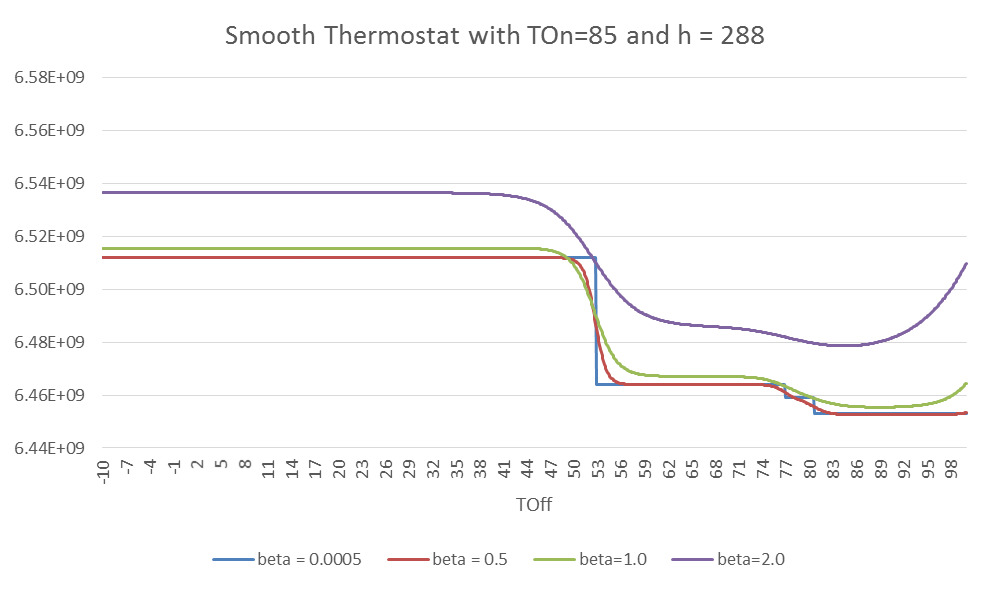 Smooth Thermostat with TOn=85 and h = 288
6.58E+09
6.56E+09
6.54E+09
6.52E+09
6.50E+09
6.48E+09
6.46E+09
6.44E+09
-10 -7 -4 -1 2 5 8 11 14 17 20 23 26 29 32 35 38 41 44 47 50 53 56 59 62 65 68 71 74 77 80 83 86 89 92 95 98
TOff
beta = 0.0005 beta = 0.5 beta=1.0 beta=2.0